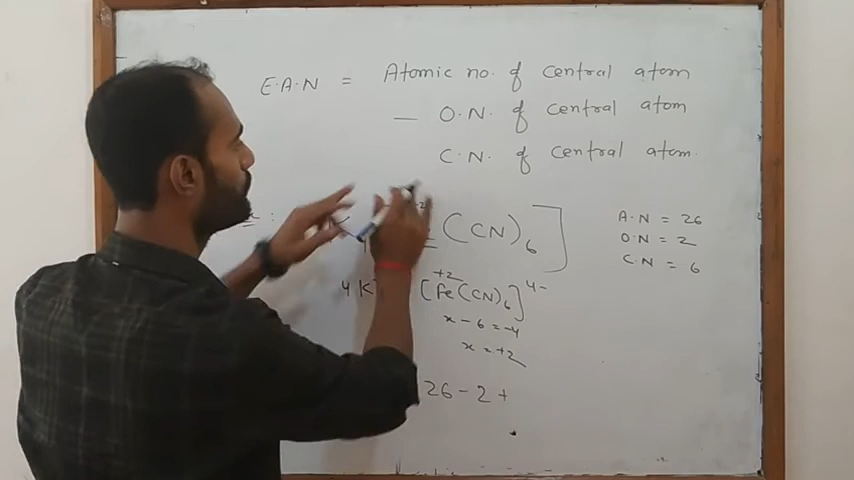 E.A.N = Atomic no. of central atom
— O.N. of central atom
C.N. of central atom.
(CN)6 ]
A.N = 26
O.N = 2
C.N = 6
4K [Fe(CN)6]4-
+2
x - 6 = -4
x = +2
26 - 2 +